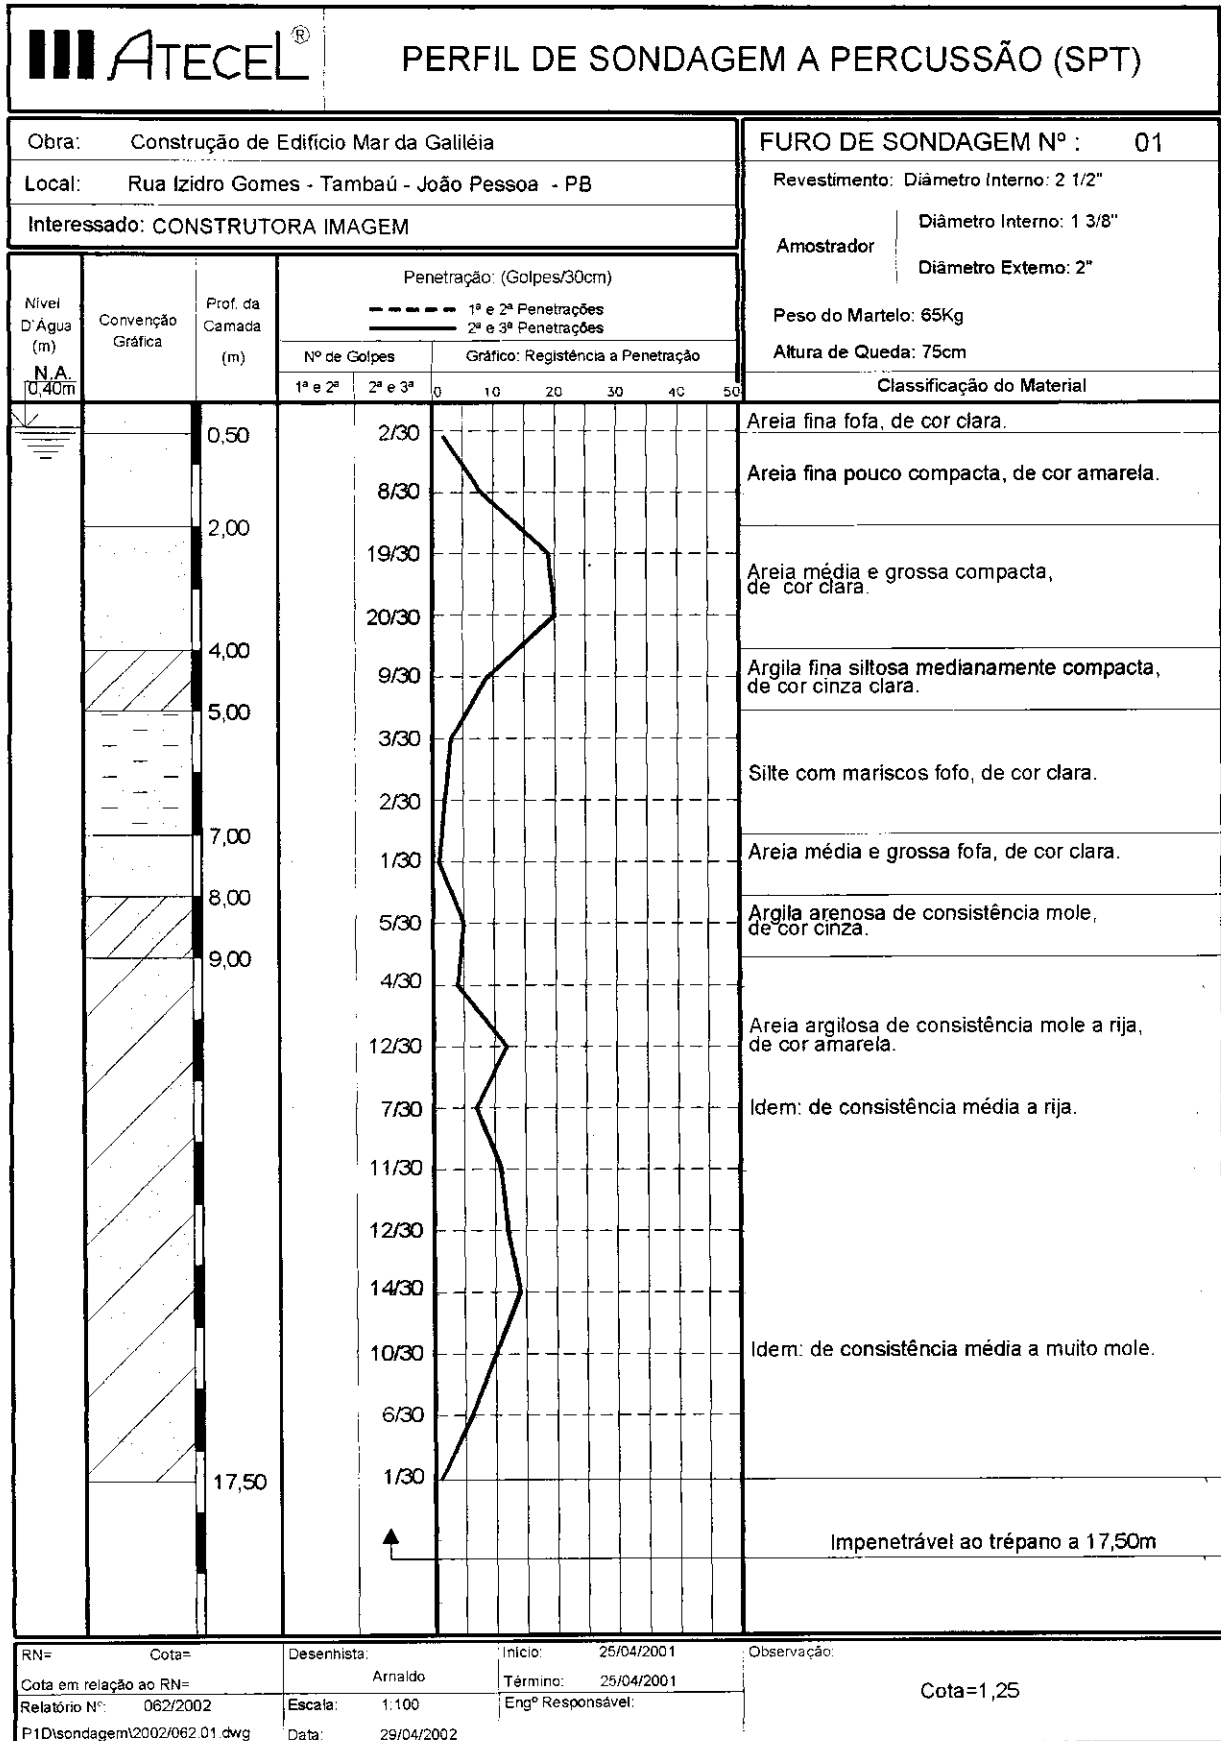 ATECEL®
PERFIL DE SONDAGEM A PERCUSSÃO (SPT)
Obra: Construção de Edifício Mar da Galiléia
Local: Rua Izidro Gomes - Tambaú - João Pessoa - PB
Interessado: CONSTRUTORA IMAGEM
FURO DE SONDAGEM Nº : 01
Revestimento: Diâmetro Interno: 2 1/2"
Amostrador
Diâmetro Interno: 1 3/8"
Diâmetro Externo: 2"
Peso do Martelo: 65Kg
Altura de Queda: 75cm
Classificação do Material
Nível
D'Água
(m)
N.A.
0,40m
Convenção
Gráfica
Prof. da
Camada
(m)
Penetração: (Golpes/30cm)
1ª e 2ª Penetrações
2ª e 3ª Penetrações
Nº de Golpes
Gráfico: Registência a Penetração
1ª e 2ª 2ª e 3ª
0 10 20 30 40 50
0,50
2,00
4,00
5,00
7,00
8,00
9,00
17,50
2/30
8/30
19/30
20/30
9/30
3/30
2/30
1/30
5/30
4/30
12/30
7/30
11/30
12/30
14/30
10/30
6/30
1/30
Areia fina fofa, de cor clara.
Areia fina pouco compacta, de cor amarela.
Areia média e grossa compacta,
de cor clara.
Argila fina siltosa medianamente compacta,
de cor cinza clara.
Silte com mariscos fofo, de cor clara.
Areia média e grossa fofa, de cor clara.
Argila arenosa de consistência mole,
de cor cinza.
Areia argilosa de consistência mole a rija,
de cor amarela.
Idem: de consistência média a rija.
Idem: de consistência média a muito mole.
Impenetrável ao trépano a 17,50m
RN= Cota=
Cota em relação ao RN=
Relatório Nº: 062/2002
P1D\sondagem\2002/062.01.dwg
Desenhista:
Arnaldo
Escala: 1:100
Data: 29/04/2002
Início: 25/04/2001
Término: 25/04/2001
Engº Responsável:
Observação:
Cota=1,25